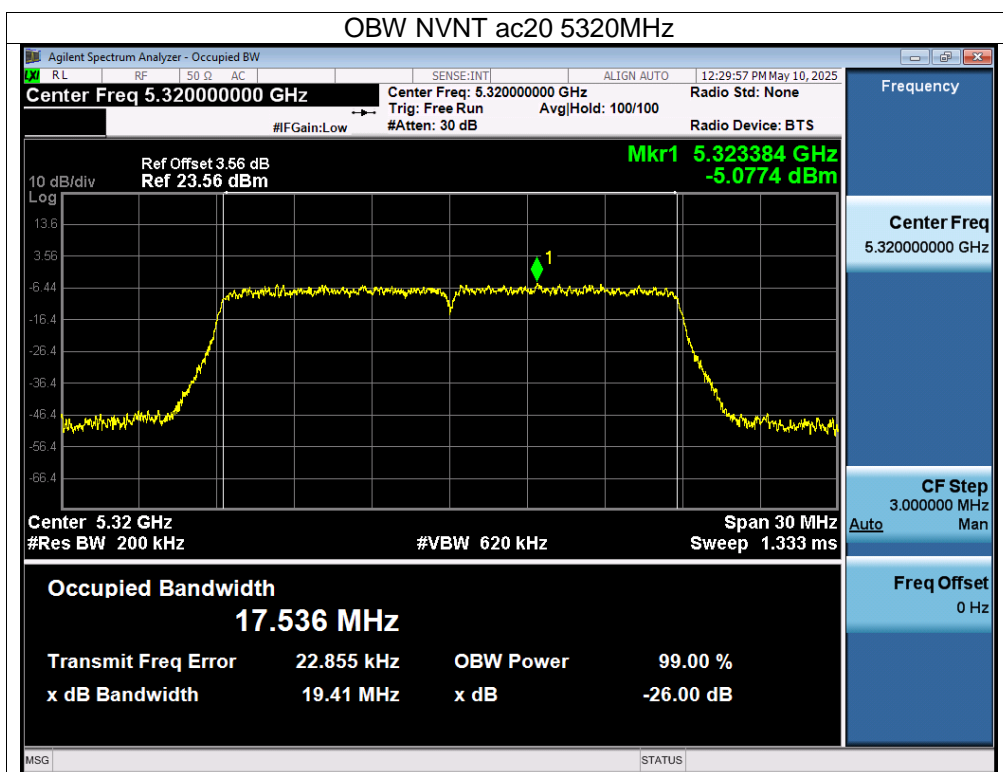 OBW NVNT ac20 5320MHz
Agilent Spectrum Analyzer - Occupied BW
LXI RL RF 50 Ω AC SENSE:INT ALIGN AUTO 12:29:57 PM May 10, 2025
Center Freq 5.320000000 GHz
Center Freq: 5.320000000 GHz Radio Std: None
Trig: Free Run Avg|Hold: 100/100
#IFGain:Low #Atten: 30 dB Radio Device: BTS
Frequency
Mkr1 5.323384 GHz
-5.0774 dBm
Ref Offset 3.56 dB
10 dB/div Ref 23.56 dBm
Log
13.6
3.56
-6.44
-16.4
-26.4
-36.4
-46.4
-56.4
-66.4
1
Center 5.32 GHz Span 30 MHz
#Res BW 200 kHz #VBW 620 kHz Sweep 1.333 ms
Center Freq
5.320000000 GHz
CF Step
3.000000 MHz
Auto Man
Freq Offset
0 Hz
Occupied Bandwidth
17.536 MHz
Transmit Freq Error 22.855 kHz OBW Power 99.00 %
x dB Bandwidth 19.41 MHz x dB -26.00 dB
MSG STATUS